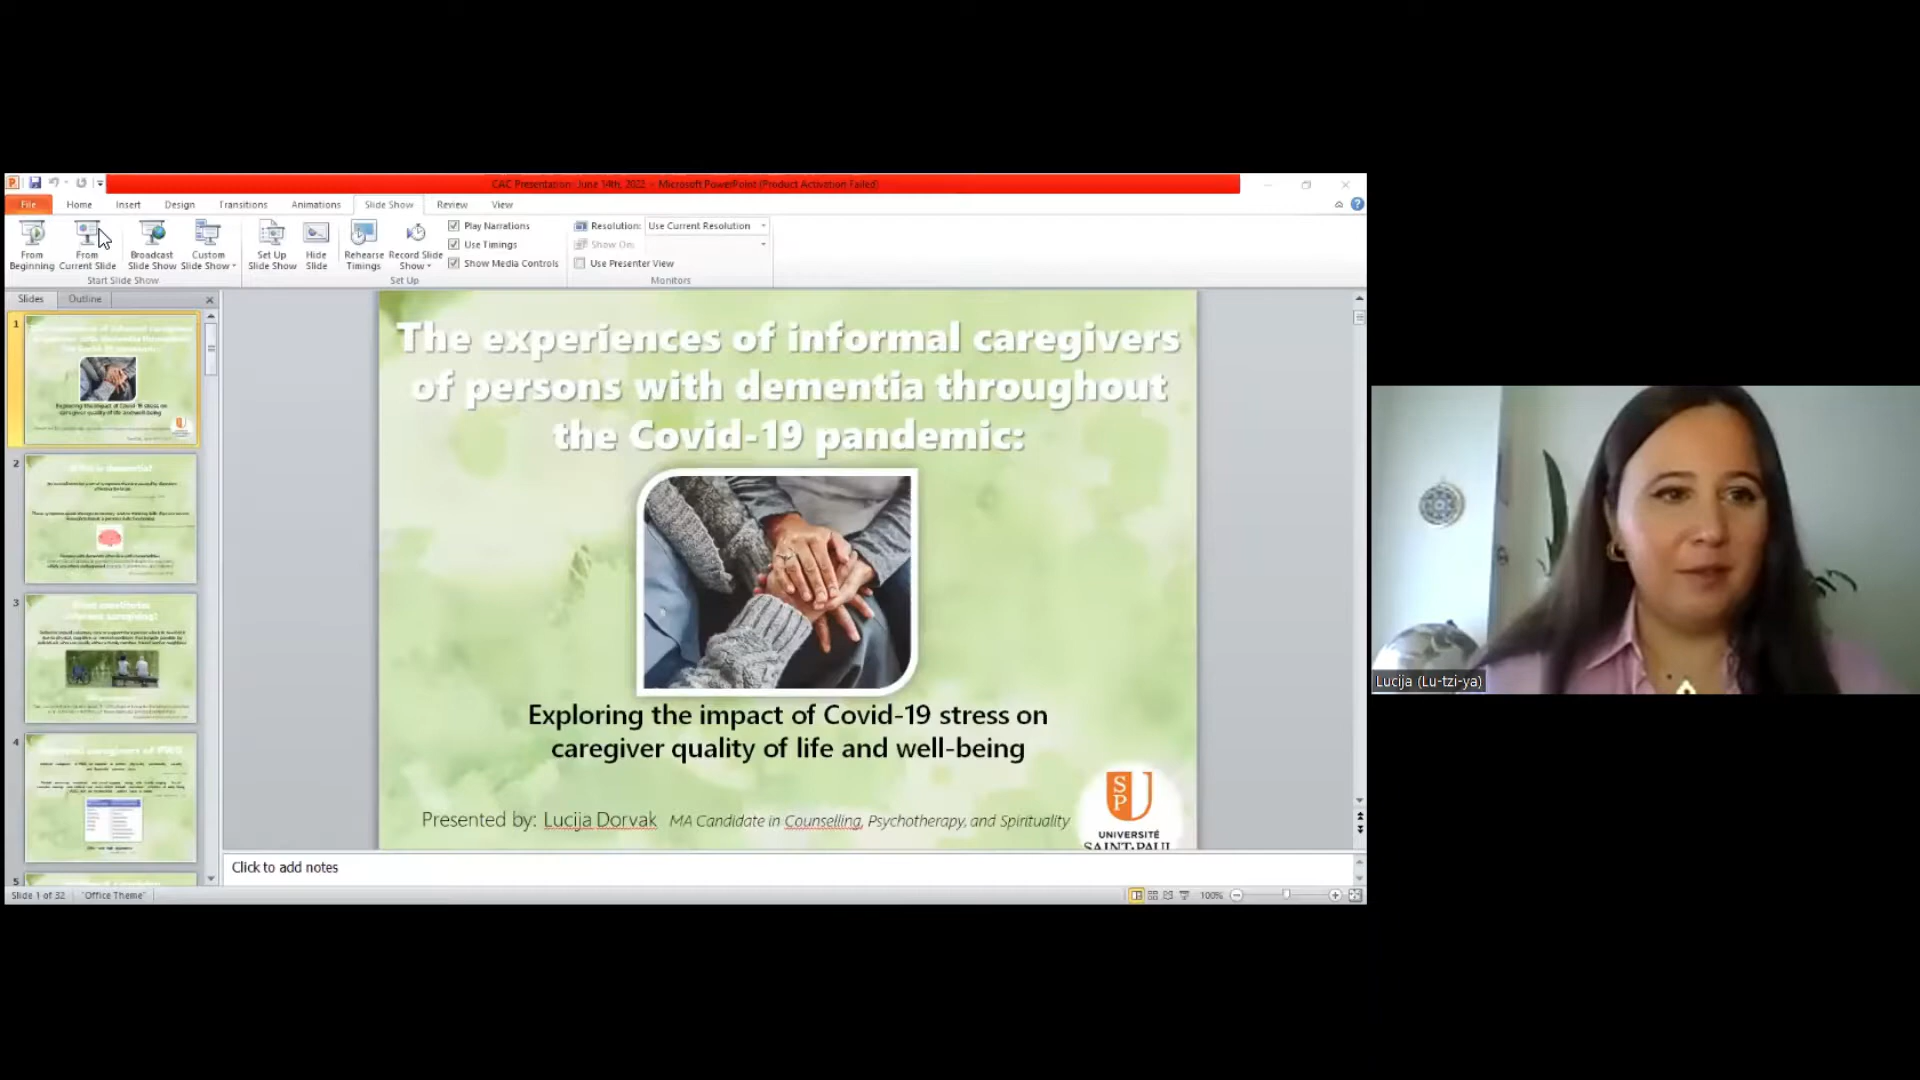 CAC Presentation June 14th, 2022 - Microsoft PowerPoint (Product Activation Failed)
File Home Insert Design Transitions Animations Slide Show Review View
From Beginning
From Current Slide
Broadcast Slide Show
Custom Slide Show
Start Slide Show
Set Up Slide Show
Hide Slide
Rehearse Timings
Record Slide Show
Play Narrations
Use Timings
Show Media Controls
Set Up
Resolution: Use Current Resolution
Show On:
Use Presenter View
Monitors
Slides Outline
1
2
3
4
5
The experiences of informal caregivers
of persons with dementia throughout
the Covid-19 pandemic:
Exploring the impact of Covid-19 stress on
caregiver quality of life and well-being
Presented by: Lucija Dorvak MA Candidate in Counselling, Psychotherapy, and Spirituality
SP
UNIVERSITÉ
SAINT-PAUL
Click to add notes
Slide 1 of 32 "Office Theme" 100%
Lucija (Lu-tzi-ya)